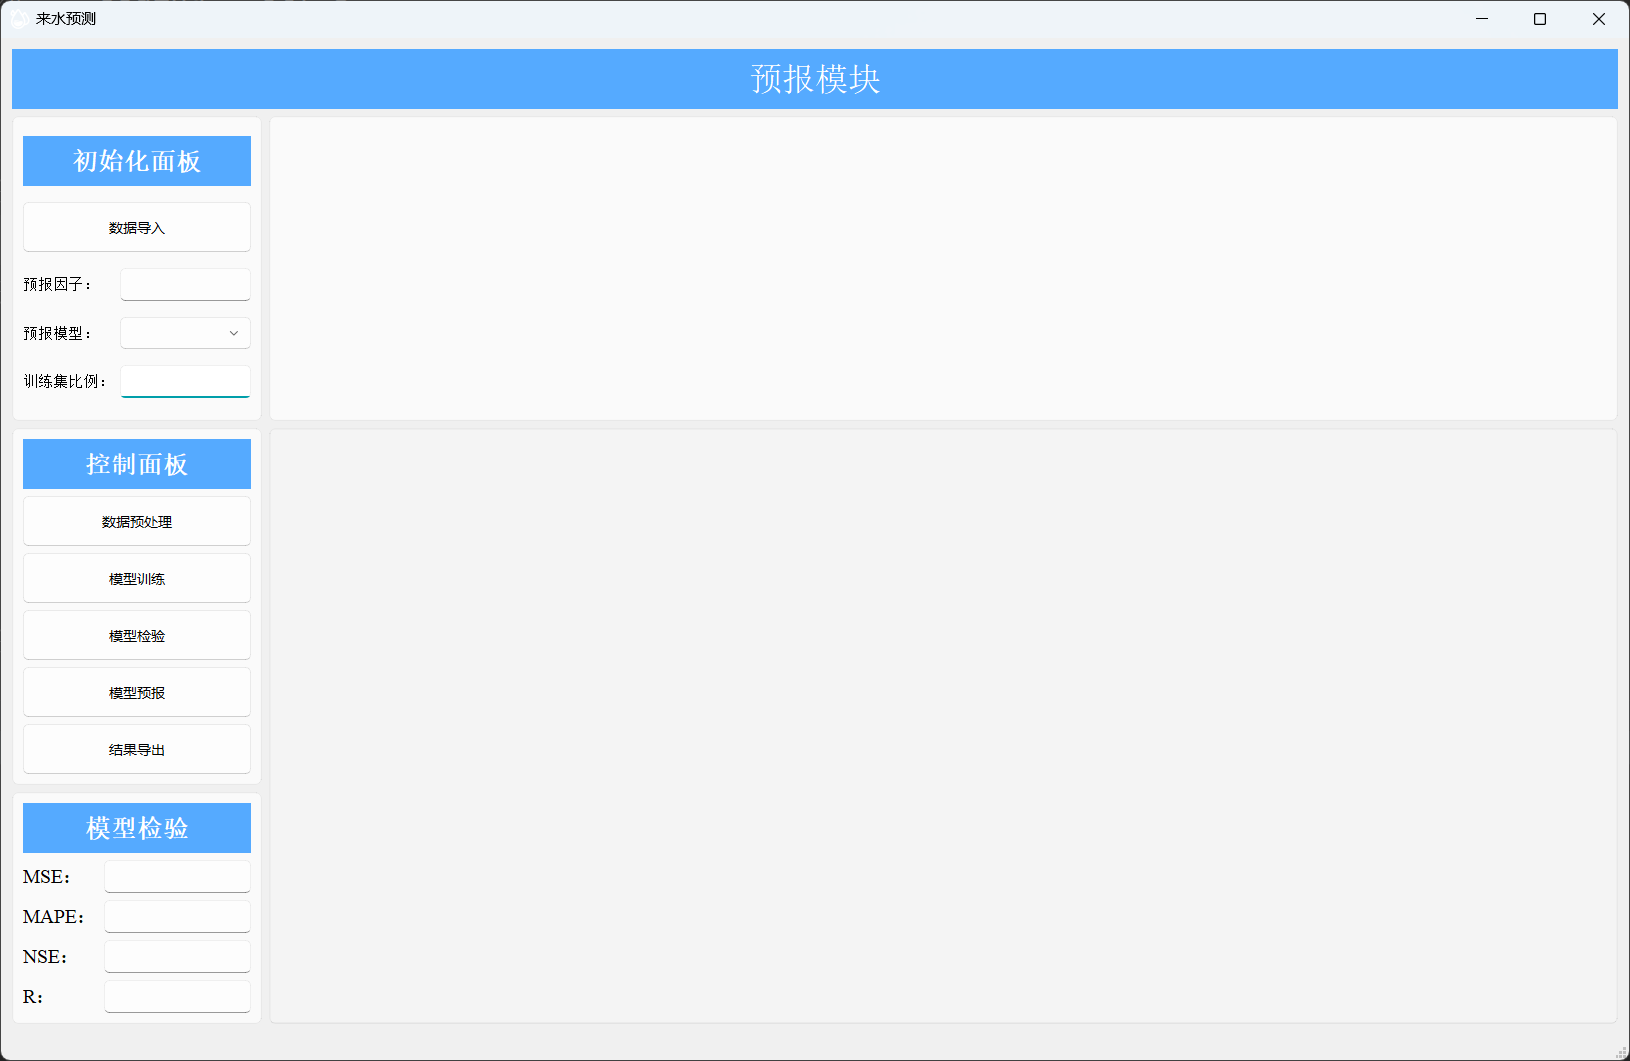 来水预测
预报模块
初始化面板
数据导入
预报因子：
预报模型：
训练集比例：
控制面板
数据预处理
模型训练
模型检验
模型预报
结果导出
模型检验
MSE：
MAPE：
NSE：
R：